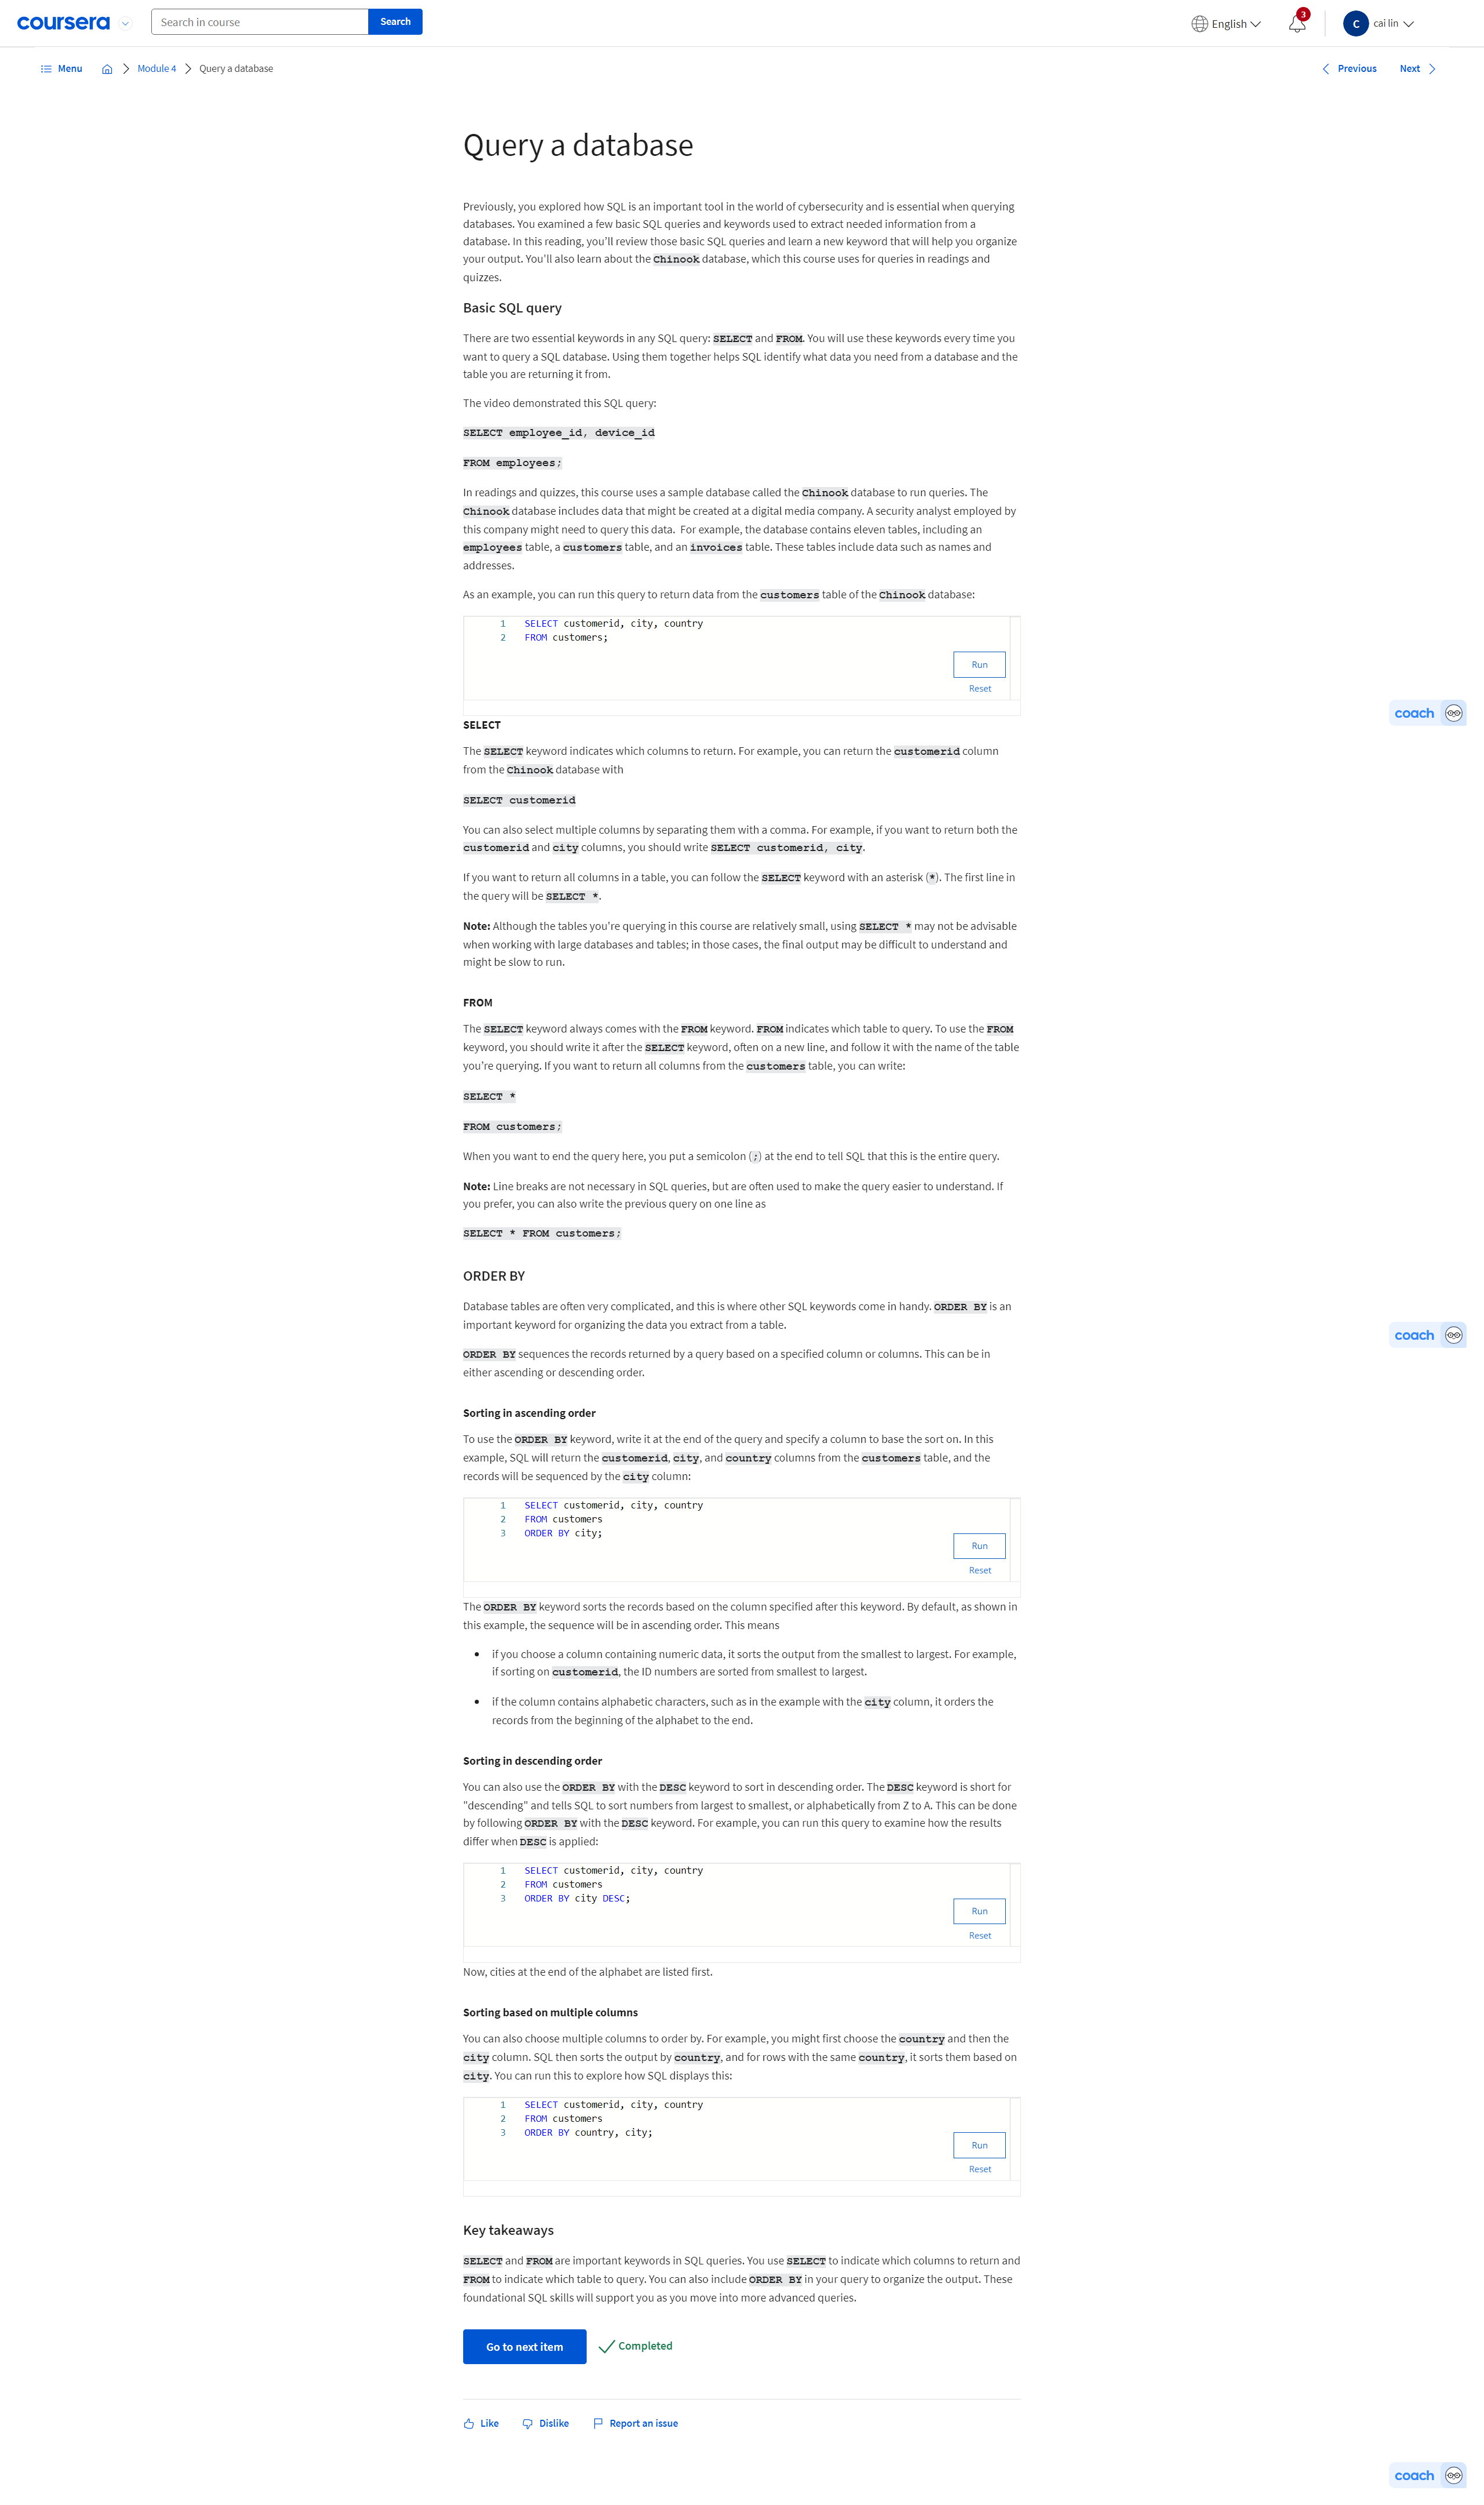 coursera
Search in course
Search
English
3
C
cai lin
Menu
Module 4
Query a database
Previous
Next
Query a database
Previously, you explored how SQL is an important tool in the world of cybersecurity and is essential when querying
databases. You examined a few basic SQL queries and keywords used to extract needed information from a
database. In this reading, you’ll review those basic SQL queries and learn a new keyword that will help you organize
your output. You'll also learn about the Chinook database, which this course uses for queries in readings and
quizzes.
Basic SQL query
There are two essential keywords in any SQL query: SELECT and FROM. You will use these keywords every time you
want to query a SQL database. Using them together helps SQL identify what data you need from a database and the
table you are returning it from.
The video demonstrated this SQL query:
SELECT employee_id, device_id
FROM employees;
In readings and quizzes, this course uses a sample database called the Chinook database to run queries. The
Chinook database includes data that might be created at a digital media company. A security analyst employed by
this company might need to query this data.  For example, the database contains eleven tables, including an
employees table, a customers table, and an invoices table. These tables include data such as names and
addresses.
As an example, you can run this query to return data from the customers table of the Chinook database:
1 SELECT customerid, city, country
2 FROM customers;
Run
Reset
SELECT
The SELECT keyword indicates which columns to return. For example, you can return the customerid column
from the Chinook database with
SELECT customerid
You can also select multiple columns by separating them with a comma. For example, if you want to return both the
customerid and city columns, you should write SELECT customerid, city.
If you want to return all columns in a table, you can follow the SELECT keyword with an asterisk (*). The first line in
the query will be SELECT *.
Note: Although the tables you're querying in this course are relatively small, using SELECT * may not be advisable
when working with large databases and tables; in those cases, the final output may be difficult to understand and
might be slow to run.
FROM
The SELECT keyword always comes with the FROM keyword. FROM indicates which table to query. To use the FROM
keyword, you should write it after the SELECT keyword, often on a new line, and follow it with the name of the table
you’re querying. If you want to return all columns from the customers table, you can write:
SELECT *
FROM customers;
When you want to end the query here, you put a semicolon (;) at the end to tell SQL that this is the entire query.
Note: Line breaks are not necessary in SQL queries, but are often used to make the query easier to understand. If
you prefer, you can also write the previous query on one line as
SELECT * FROM customers;
ORDER BY
Database tables are often very complicated, and this is where other SQL keywords come in handy. ORDER BY is an
important keyword for organizing the data you extract from a table.
ORDER BY sequences the records returned by a query based on a specified column or columns. This can be in
either ascending or descending order.
Sorting in ascending order
To use the ORDER BY keyword, write it at the end of the query and specify a column to base the sort on. In this
example, SQL will return the customerid, city, and country columns from the customers table, and the
records will be sequenced by the city column:
1 SELECT customerid, city, country
2 FROM customers
3 ORDER BY city;
Run
Reset
The ORDER BY keyword sorts the records based on the column specified after this keyword. By default, as shown in
this example, the sequence will be in ascending order. This means
• if you choose a column containing numeric data, it sorts the output from the smallest to largest. For example,
if sorting on customerid, the ID numbers are sorted from smallest to largest.
• if the column contains alphabetic characters, such as in the example with the city column, it orders the
records from the beginning of the alphabet to the end.
Sorting in descending order
You can also use the ORDER BY with the DESC keyword to sort in descending order. The DESC keyword is short for
"descending" and tells SQL to sort numbers from largest to smallest, or alphabetically from Z to A. This can be done
by following ORDER BY with the DESC keyword. For example, you can run this query to examine how the results
differ when DESC is applied:
1 SELECT customerid, city, country
2 FROM customers
3 ORDER BY city DESC;
Run
Reset
Now, cities at the end of the alphabet are listed first.
Sorting based on multiple columns
You can also choose multiple columns to order by. For example, you might first choose the country and then the
city column. SQL then sorts the output by country, and for rows with the same country, it sorts them based on
city. You can run this to explore how SQL displays this:
1 SELECT customerid, city, country
2 FROM customers
3 ORDER BY country, city;
Run
Reset
Key takeaways
SELECT and FROM are important keywords in SQL queries. You use SELECT to indicate which columns to return and
FROM to indicate which table to query. You can also include ORDER BY in your query to organize the output. These
foundational SQL skills will support you as you move into more advanced queries.
Go to next item
Completed
Like
Dislike
Report an issue
coach
coach
coach